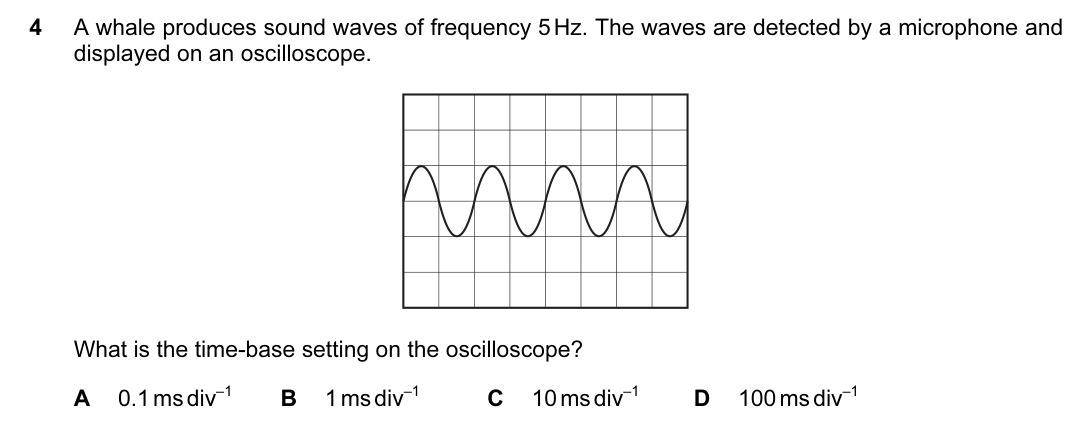 4 A whale produces sound waves of frequency 5 Hz. The waves are detected by a microphone and
displayed on an oscilloscope.
What is the time-base setting on the oscilloscope?
A 0.1 ms div⁻¹ B 1 ms div⁻¹ C 10 ms div⁻¹ D 100 ms div⁻¹